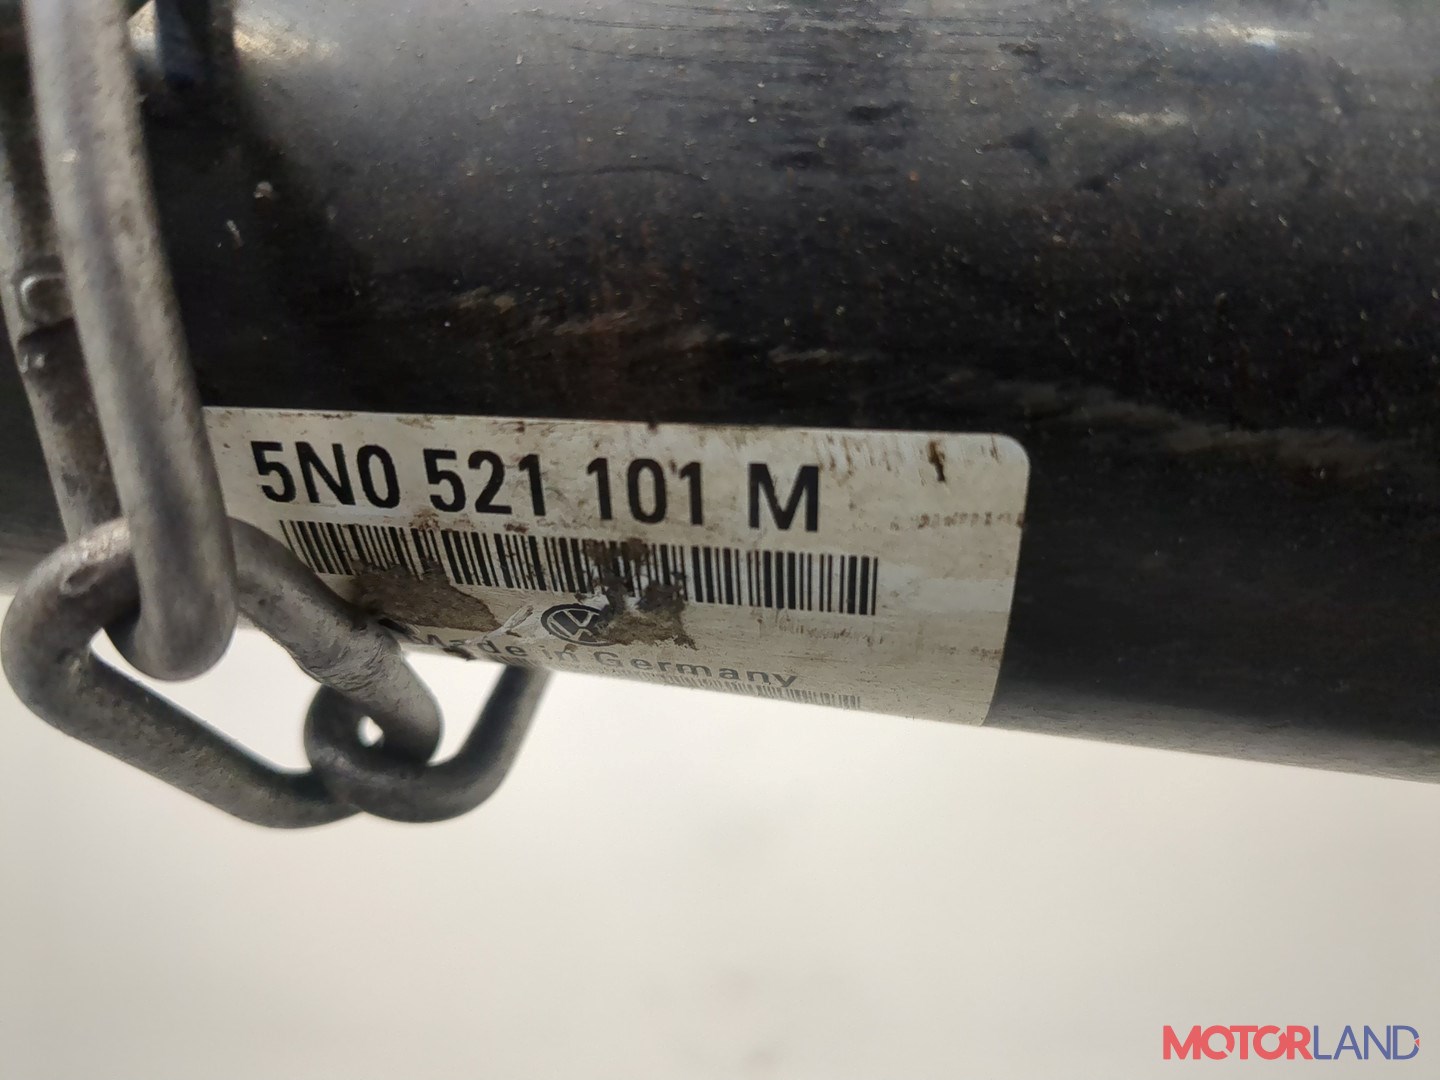 5N0 521 101 M
Made in Germany
MOTORLAND